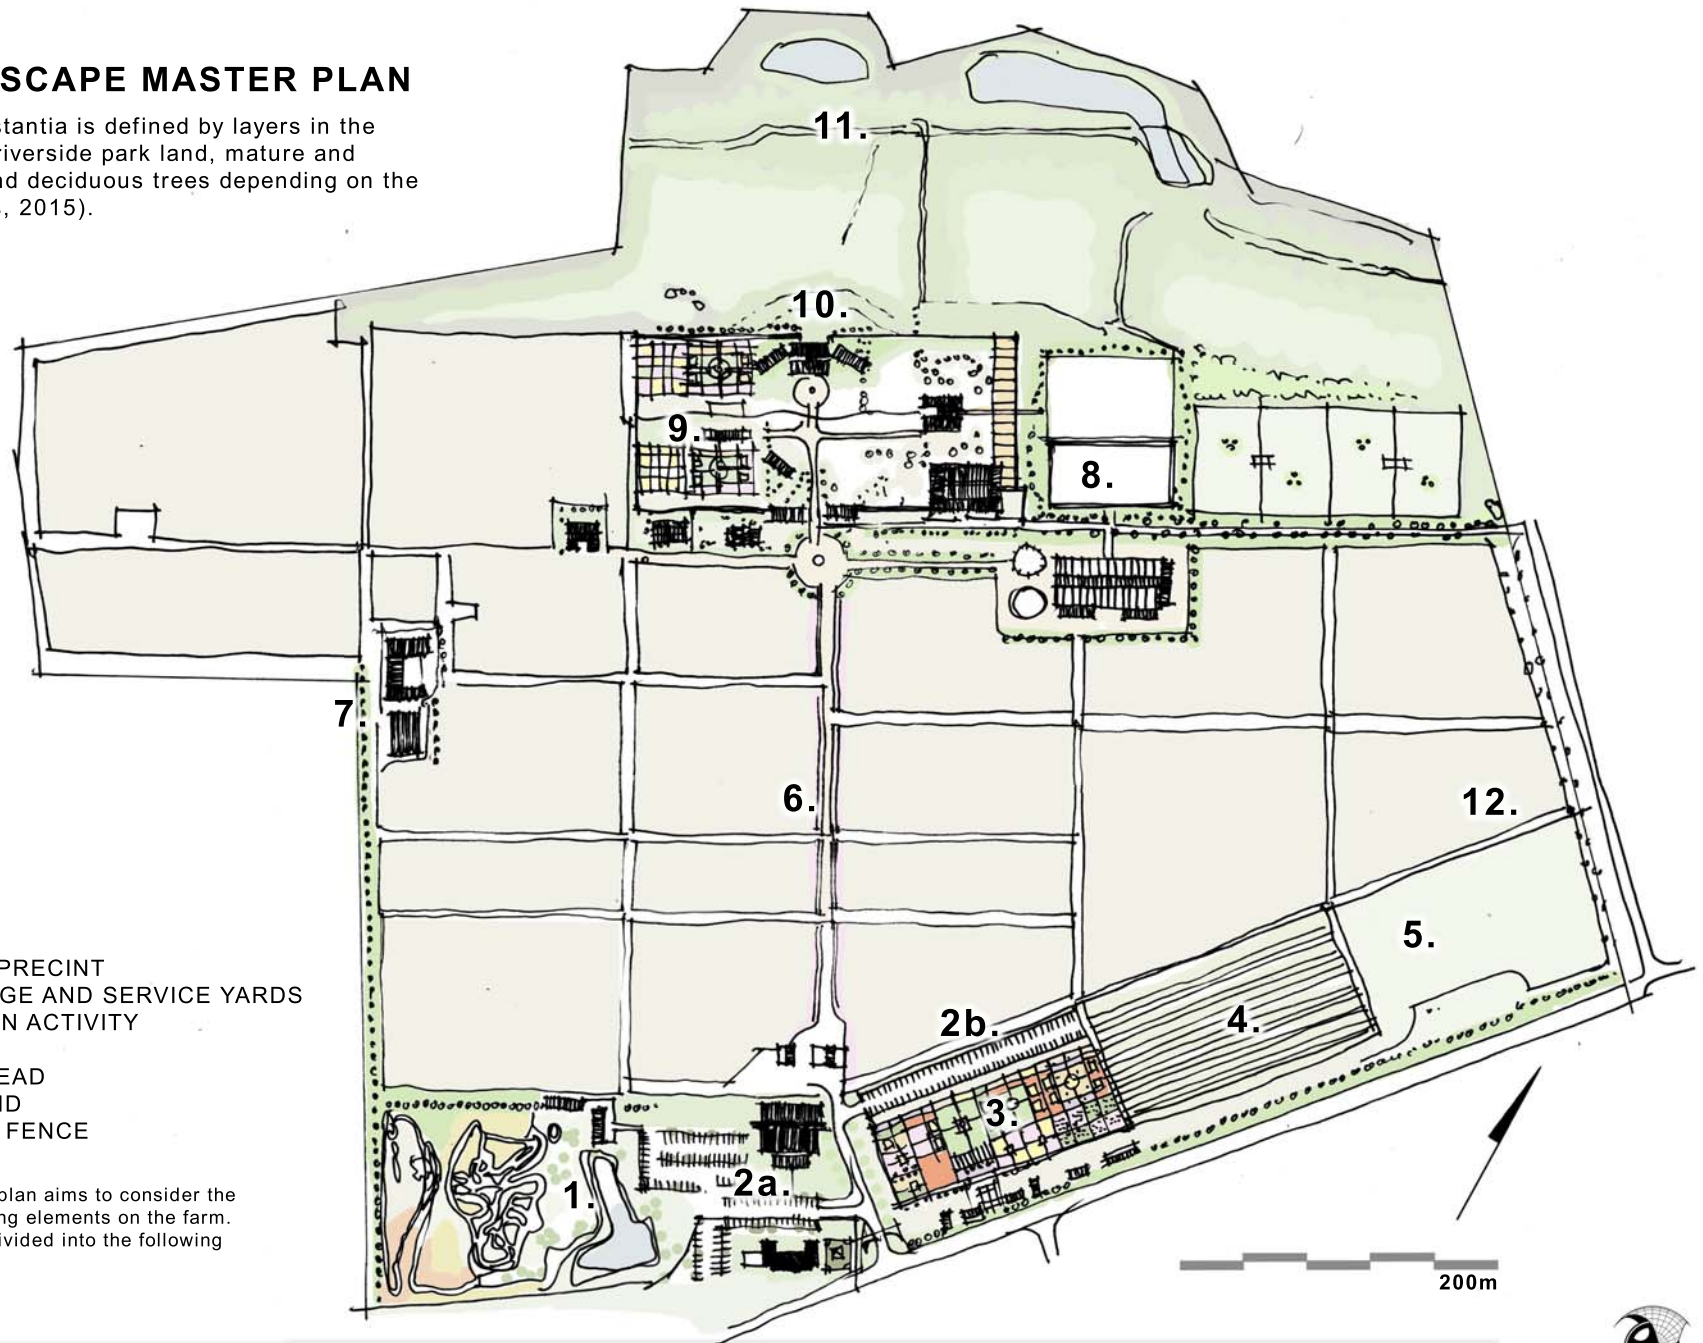 SCAPE MASTER PLAN
stantia is defined by layers in the
riverside park land, mature and
nd deciduous trees depending on the
, 2015).
11.
10.
9.
8.
7.
6.
12.
5.
4.
2b.
3.
2a.
1.
PRECINT
GE AND SERVICE YARDS
N ACTIVITY
EAD
ND
FENCE
plan aims to consider the
ng elements on the farm.
ivided into the following
200m